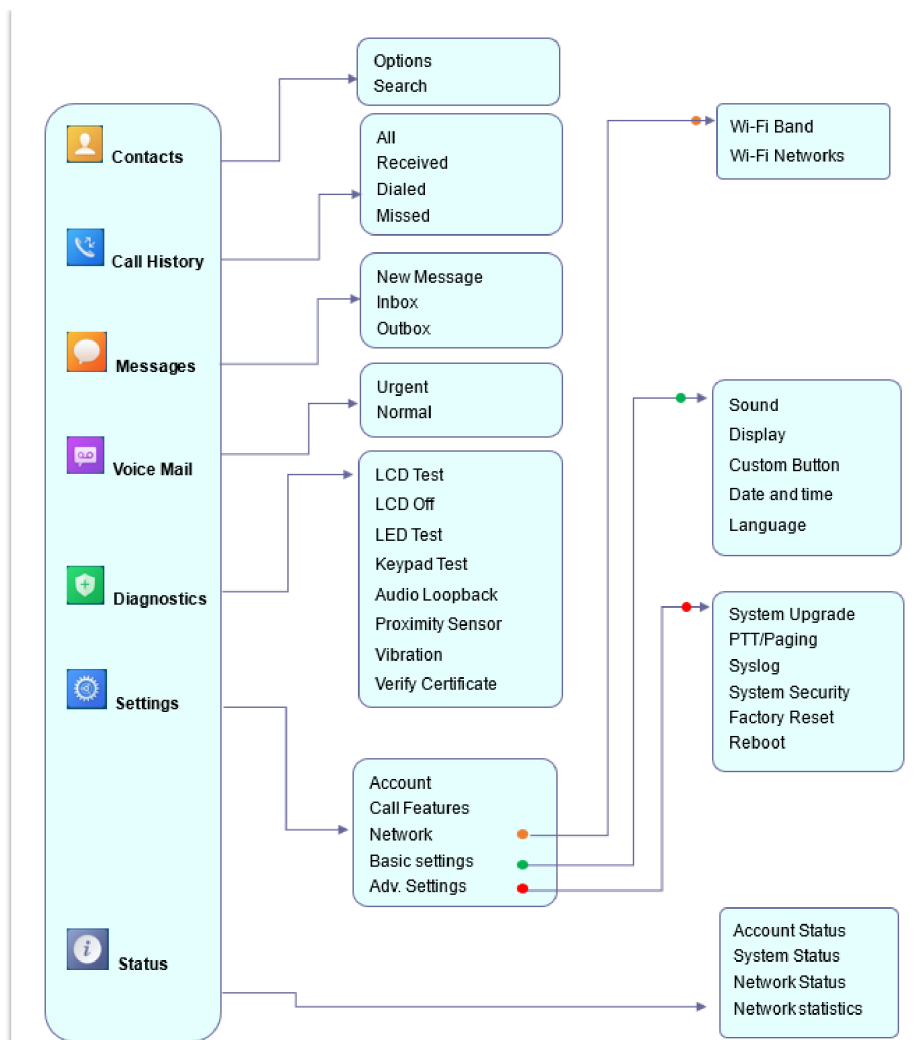 Contacts
Call History
Messages
Voice Mail
Diagnostics
Settings
Status
Options
Search
All
Received
Dialed
Missed
New Message
Inbox
Outbox
Urgent
Normal
LCD Test
LCD Off
LED Test
Keypad Test
Audio Loopback
Proximity Sensor
Vibration
Verify Certificate
Account
Call Features
Network
Basic settings
Adv. Settings
Wi-Fi Band
Wi-Fi Networks
Sound
Display
Custom Button
Date and time
Language
System Upgrade
PTT/Paging
Syslog
System Security
Factory Reset
Reboot
Account Status
System Status
Network Status
Network statistics